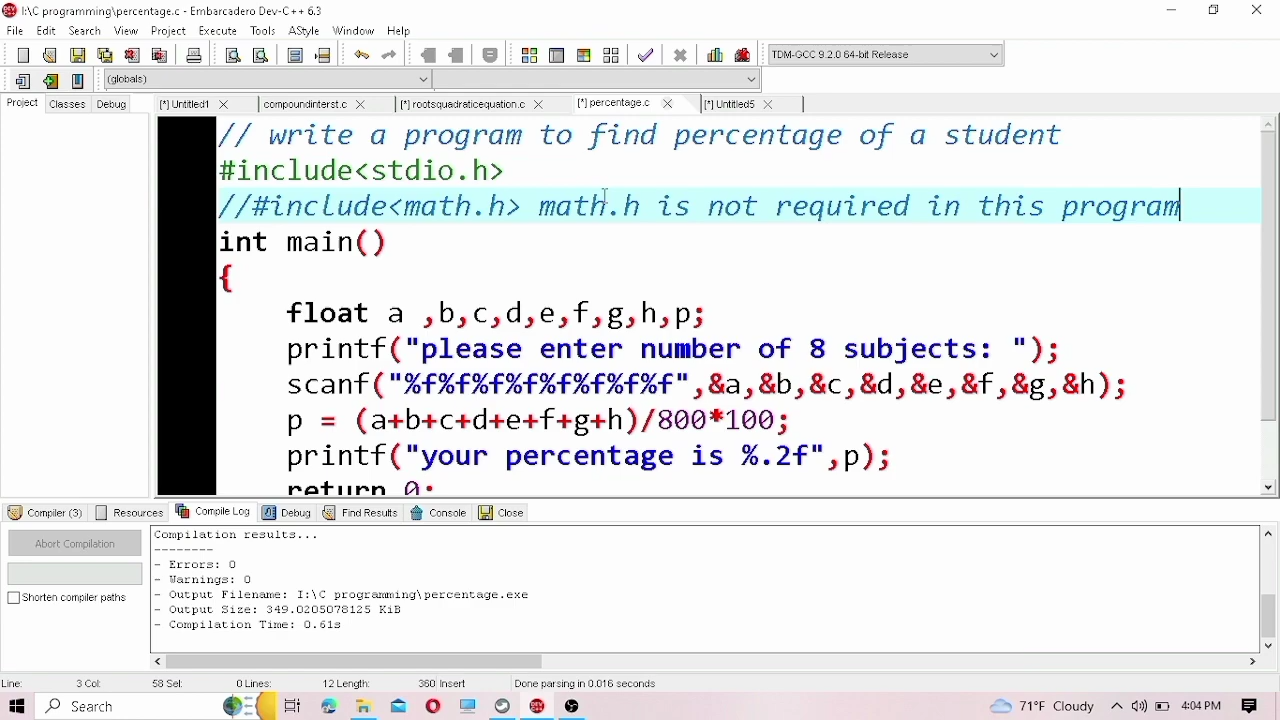 I:\C programming\percentage.c - Embarcadero Dev-C++ 6.3
File Edit Search View Project Execute Tools AStyle Window Help
TDM-GCC 9.2.0 64-bit Release
(globals)
Project Classes Debug
[*] Untitled1 compoundinterst.c [*] rootsquadraticequation.c [*] percentage.c [*] Untitled5
// write a program to find percentage of a student
#include<stdio.h>
//#include<math.h> math.h is not required in this program
int main()
{
float a ,b,c,d,e,f,g,h,p;
printf("please enter number of 8 subjects: ");
scanf("%f%f%f%f%f%f%f%f",&a,&b,&c,&d,&e,&f,&g,&h);
p = (a+b+c+d+e+f+g+h)/800*100;
printf("your percentage is %.2f",p);
return 0;
Compiler (3) Resources Compile Log Debug Find Results Console Close
Abort Compilation
Shorten compiler paths
Compilation results...
--------
- Errors: 0
- Warnings: 0
- Output Filename: I:\C programming\percentage.exe
- Output Size: 349.0205078125 KiB
- Compilation Time: 0.61s
Line: 3 Col: 58 Sel: 0 Lines: 12 Length: 360 Insert Done parsing in 0.016 seconds
Search 71°F Cloudy 4:04 PM